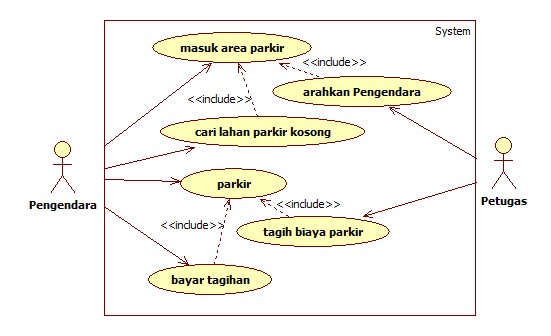 System
masuk area parkir
<<include>>
arahkan Pengendara
<<include>>
cari lahan parkir kosong
Pengendara
Petugas
parkir
<<include>>
<<include>>
tagih biaya parkir
bayar tagihan